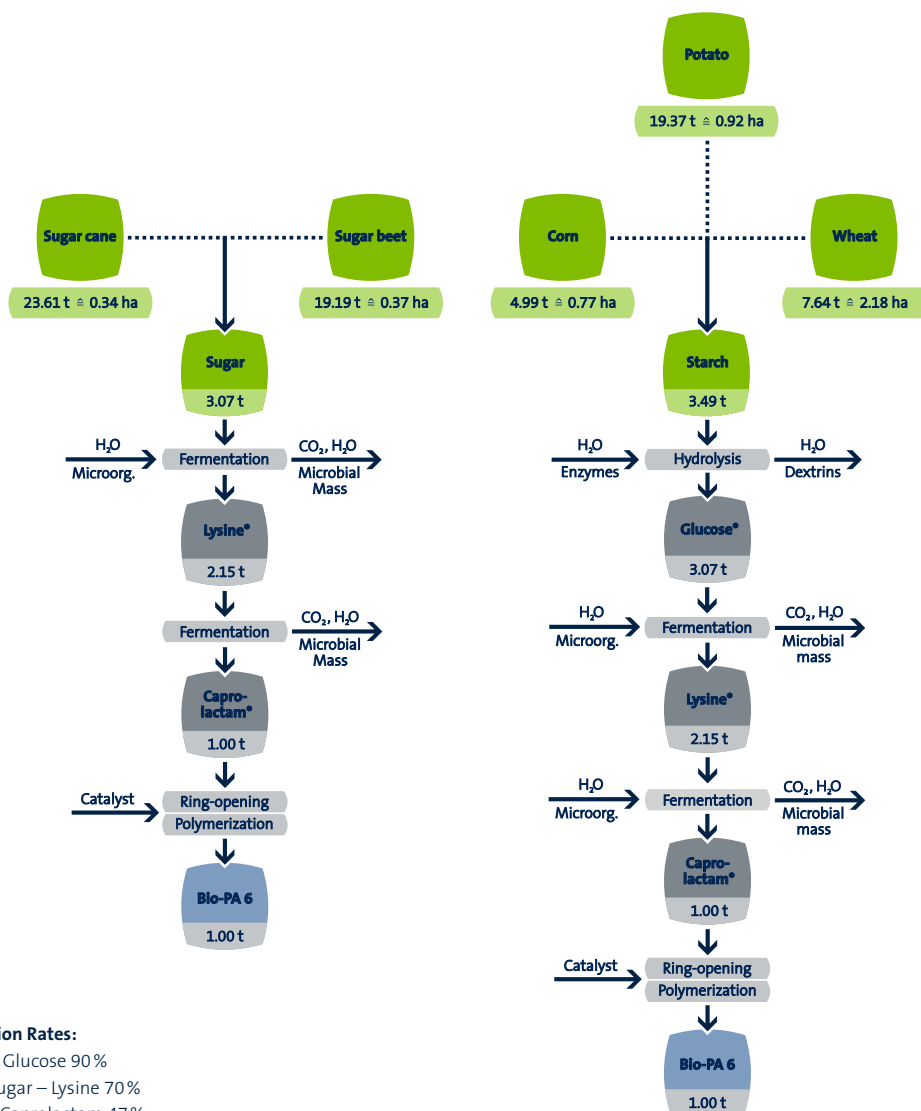 Potato
19.37 t ≙ 0.92 ha
Sugar cane
23.61 t ≙ 0.34 ha
Sugar beet
19.19 t ≙ 0.37 ha
Sugar
3.07 t
H₂O
Microorg.
Fermentation
CO₂, H₂O
Microbial
Mass
Lysine*
2.15 t
Fermentation
CO₂, H₂O
Microbial
Mass
Capro-
lactam*
1.00 t
Catalyst
Ring-opening
Polymerization
Bio-PA 6
1.00 t
Corn
4.99 t ≙ 0.77 ha
Wheat
7.64 t ≙ 2.18 ha
Starch
3.49 t
H₂O
Enzymes
Hydrolysis
H₂O
Dextrins
Glucose*
3.07 t
H₂O
Microorg.
Fermentation
CO₂, H₂O
Microbial
mass
Lysine*
2.15 t
H₂O
Microorg.
Fermentation
CO₂, H₂O
Microbial
mass
Capro-
lactam*
1.00 t
Catalyst
Ring-opening
Polymerization
Bio-PA 6
1.00 t
ion Rates:
Glucose 90 %
ugar – Lysine 70 %
Caprolactam 47 %